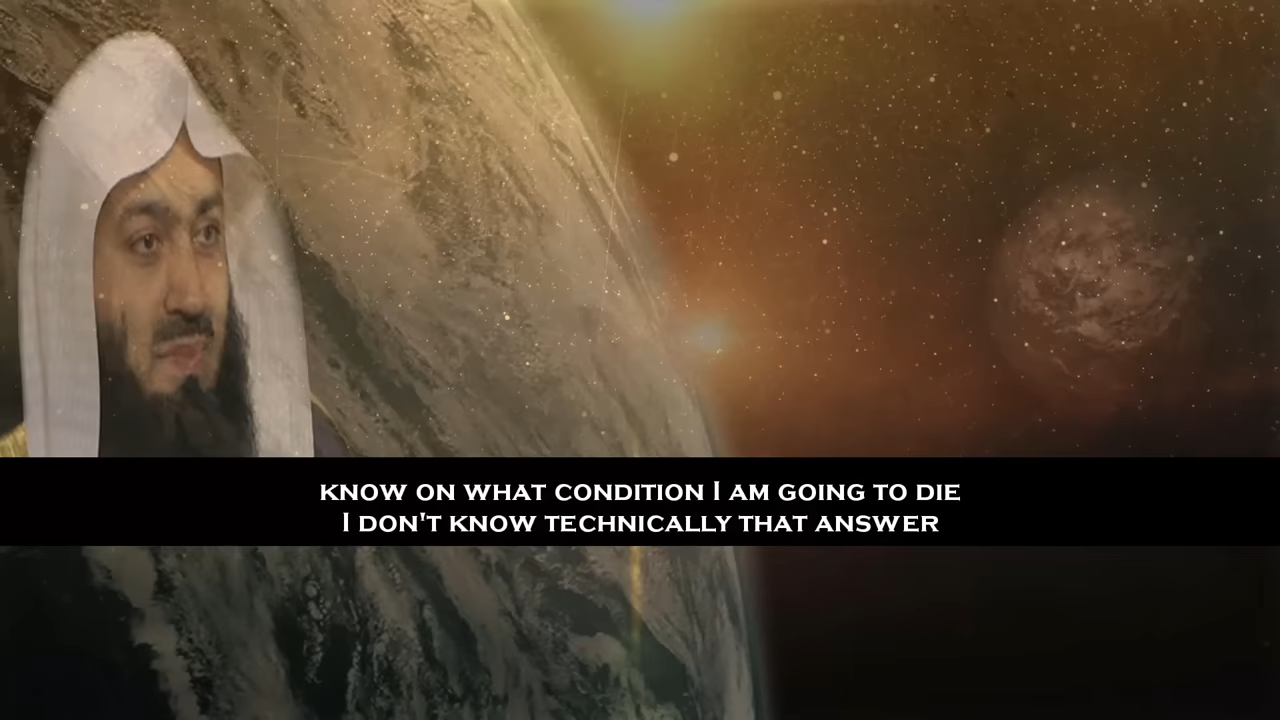 KNOW ON WHAT CONDITION I AM GOING TO DIE
I DON'T KNOW TECHNICALLY THAT ANSWER